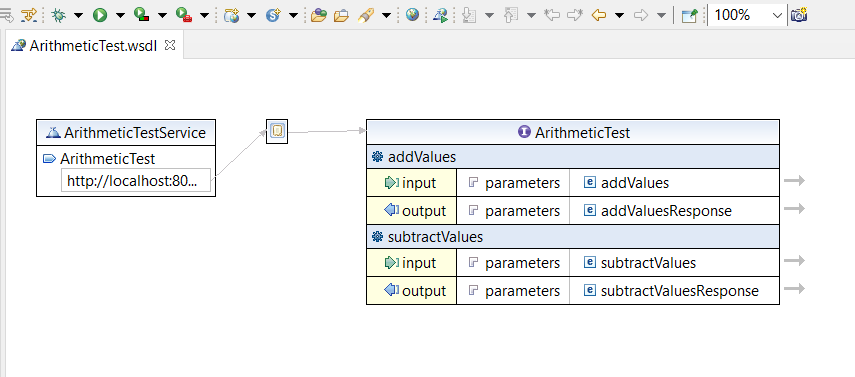 100%
ArithmeticTest.wsdl
ArithmeticTestService
ArithmeticTest
http://localhost:80...
ArithmeticTest
addValues
input parameters addValues
output parameters addValuesResponse
subtractValues
input parameters subtractValues
output parameters subtractValuesResponse